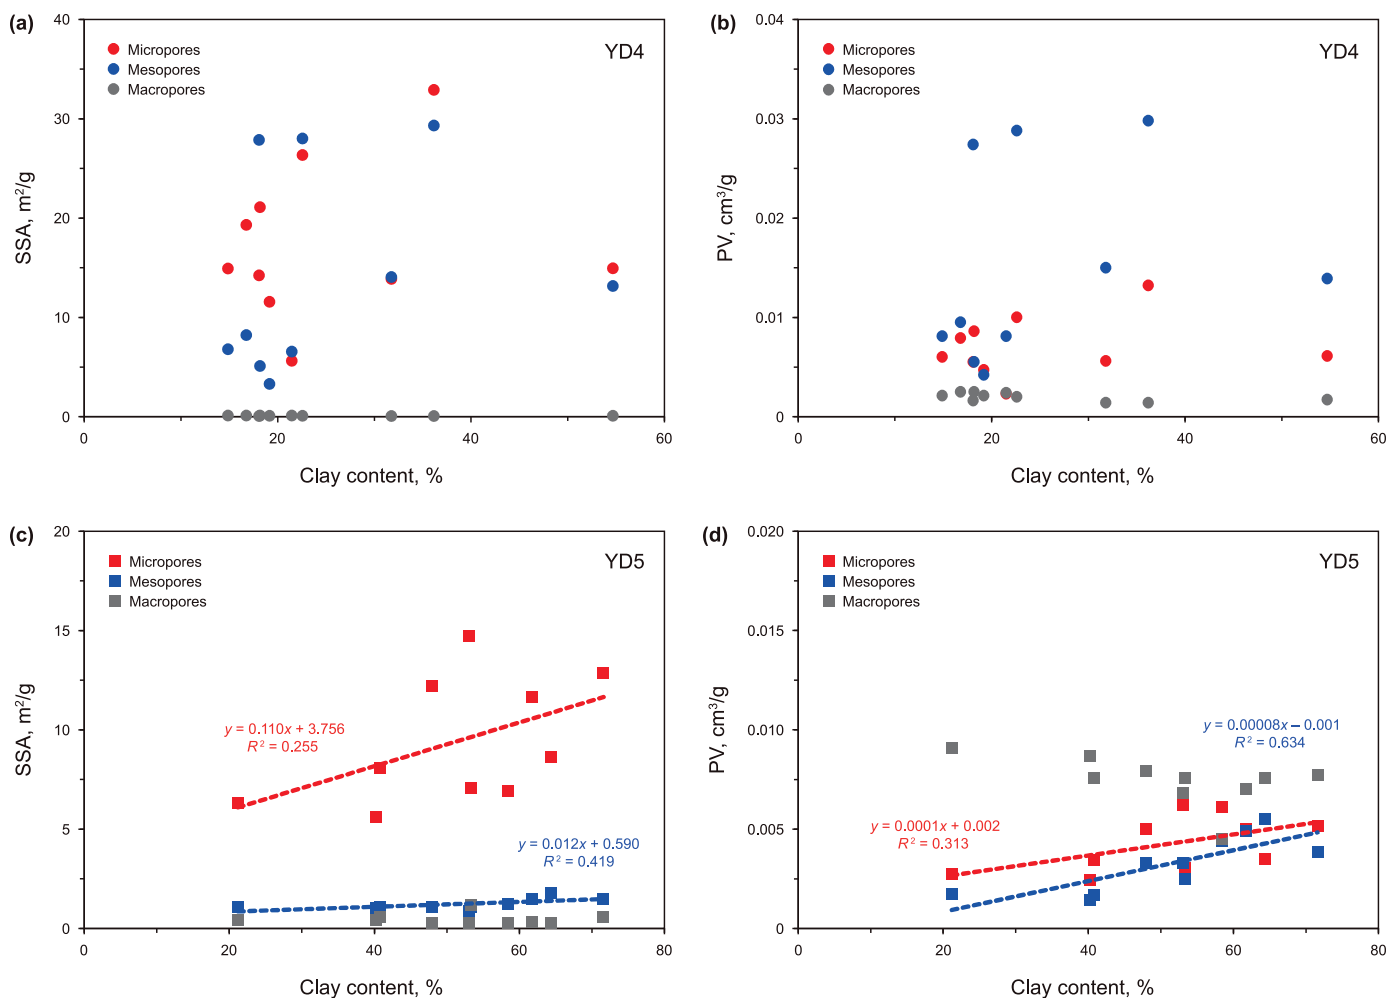 (a)
YD4
Micropores
Mesopores
Macropores
40
30
20
10
0
0
20
40
60
SSA, m²/g
Clay content, %
(b)
YD4
Micropores
Mesopores
Macropores
0.04
0.03
0.02
0.01
0
0
20
40
60
PV, cm³/g
Clay content, %
(c)
YD5
Micropores
Mesopores
Macropores
20
15
10
5
0
0
20
40
60
80
SSA, m²/g
Clay content, %
y = 0.110x + 3.756
R² = 0.255
y = 0.012x + 0.590
R² = 0.419
(d)
YD5
Micropores
Mesopores
Macropores
0.020
0.015
0.010
0.005
0
0
20
40
60
80
PV, cm³/g
Clay content, %
y = 0.00008x – 0.001
R² = 0.634
y = 0.0001x + 0.002
R² = 0.313